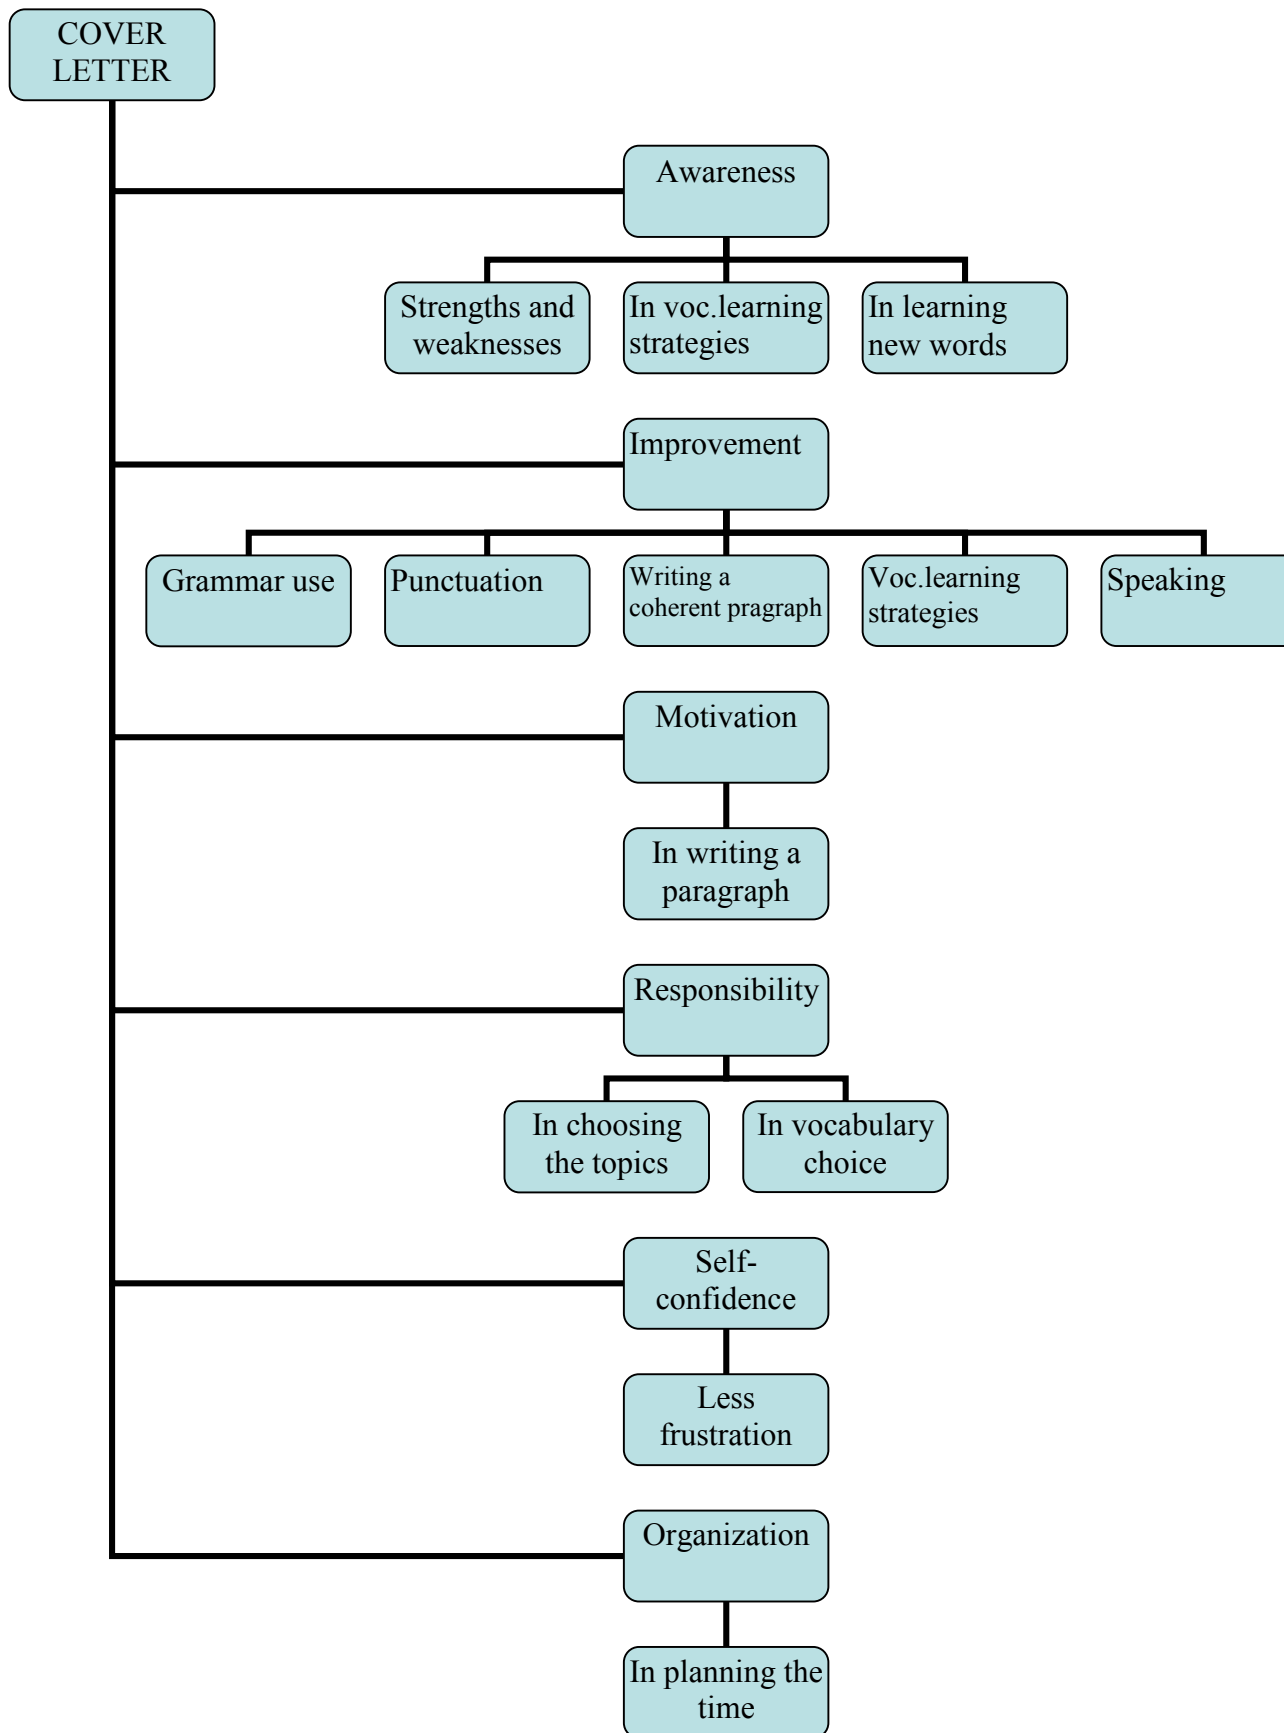 COVER
LETTER
Awareness
Strengths and
weaknesses
In voc.learning
strategies
In learning
new words
Improvement
Grammar use
Punctuation
Writing a
coherent pragraph
Voc.learning
strategies
Speaking
Motivation
In writing a
paragraph
Responsibility
In choosing
the topics
In vocabulary
choice
Self-
confidence
Less
frustration
Organization
In planning the
time